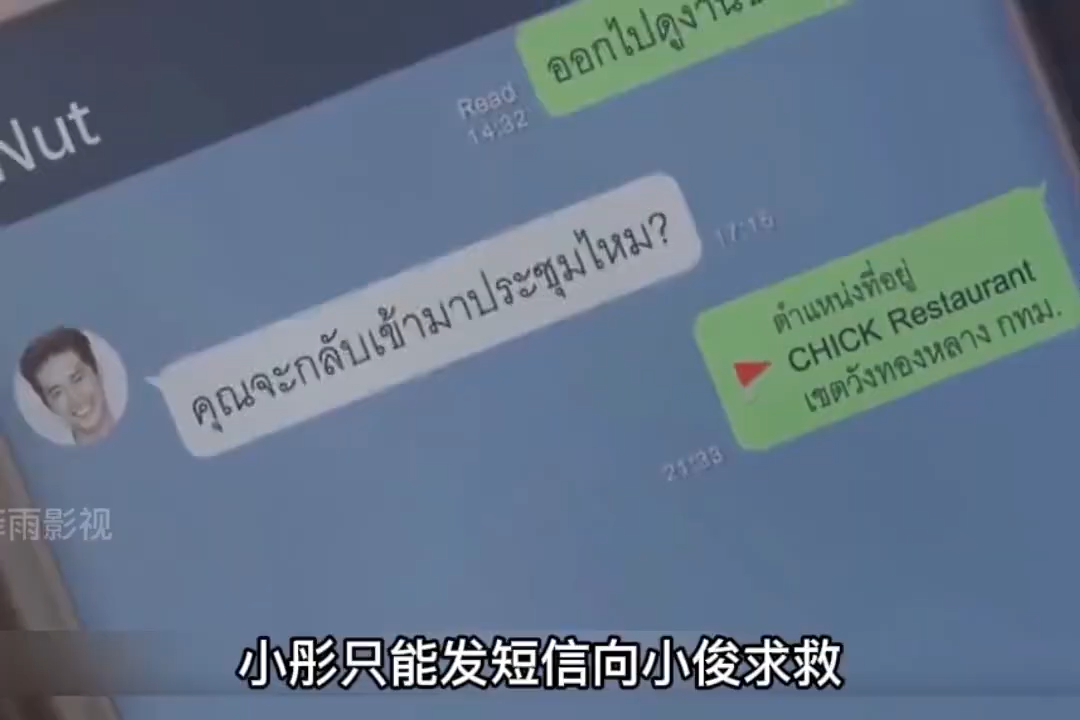 Nut
ออกไปดูงาน
Read
14:32
คุณจะกลับเข้ามาประชุมไหม?
17:16
ตำแหน่งที่อยู่
CHICK Restaurant
เขตวังทองหลาง กทม.
21:33
雨影视
小彤只能发短信向小俊求救